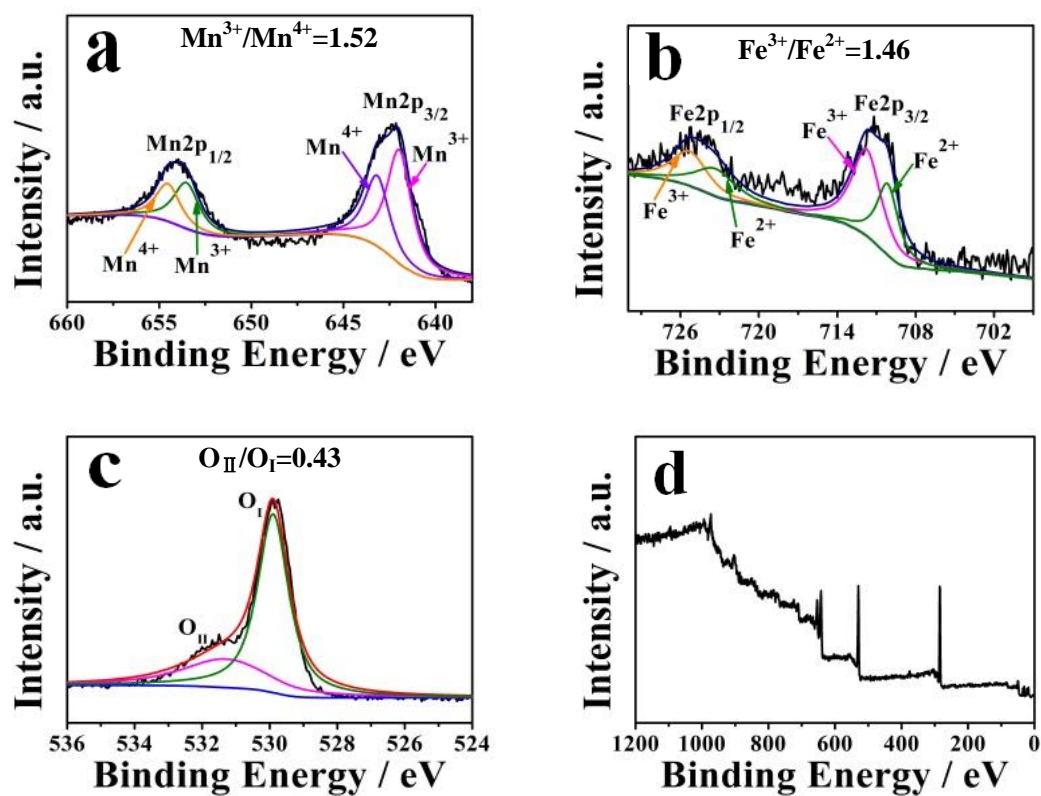 a
Mn³⁺/Mn⁴⁺=1.52
Mn2p₃/₂
Mn2p₁/₂
Mn⁴⁺
Mn³⁺
Mn⁴⁺
Mn³⁺
Intensity / a.u.
660 655 650 645 640
Binding Energy / eV
b
Fe³⁺/Fe²⁺=1.46
Fe2p₁/₂
Fe2p₃/₂
Fe³⁺
Fe²⁺
Fe³⁺
Fe²⁺
Intensity / a.u.
726 720 714 708 702
Binding Energy / eV
c
OⅡ/OI=0.43
OI
OII
Intensity / a.u.
536 534 532 530 528 526 524
Binding Energy / eV
d
Intensity / a.u.
1200 1000 800 600 400 200 0
Binding Energy / eV